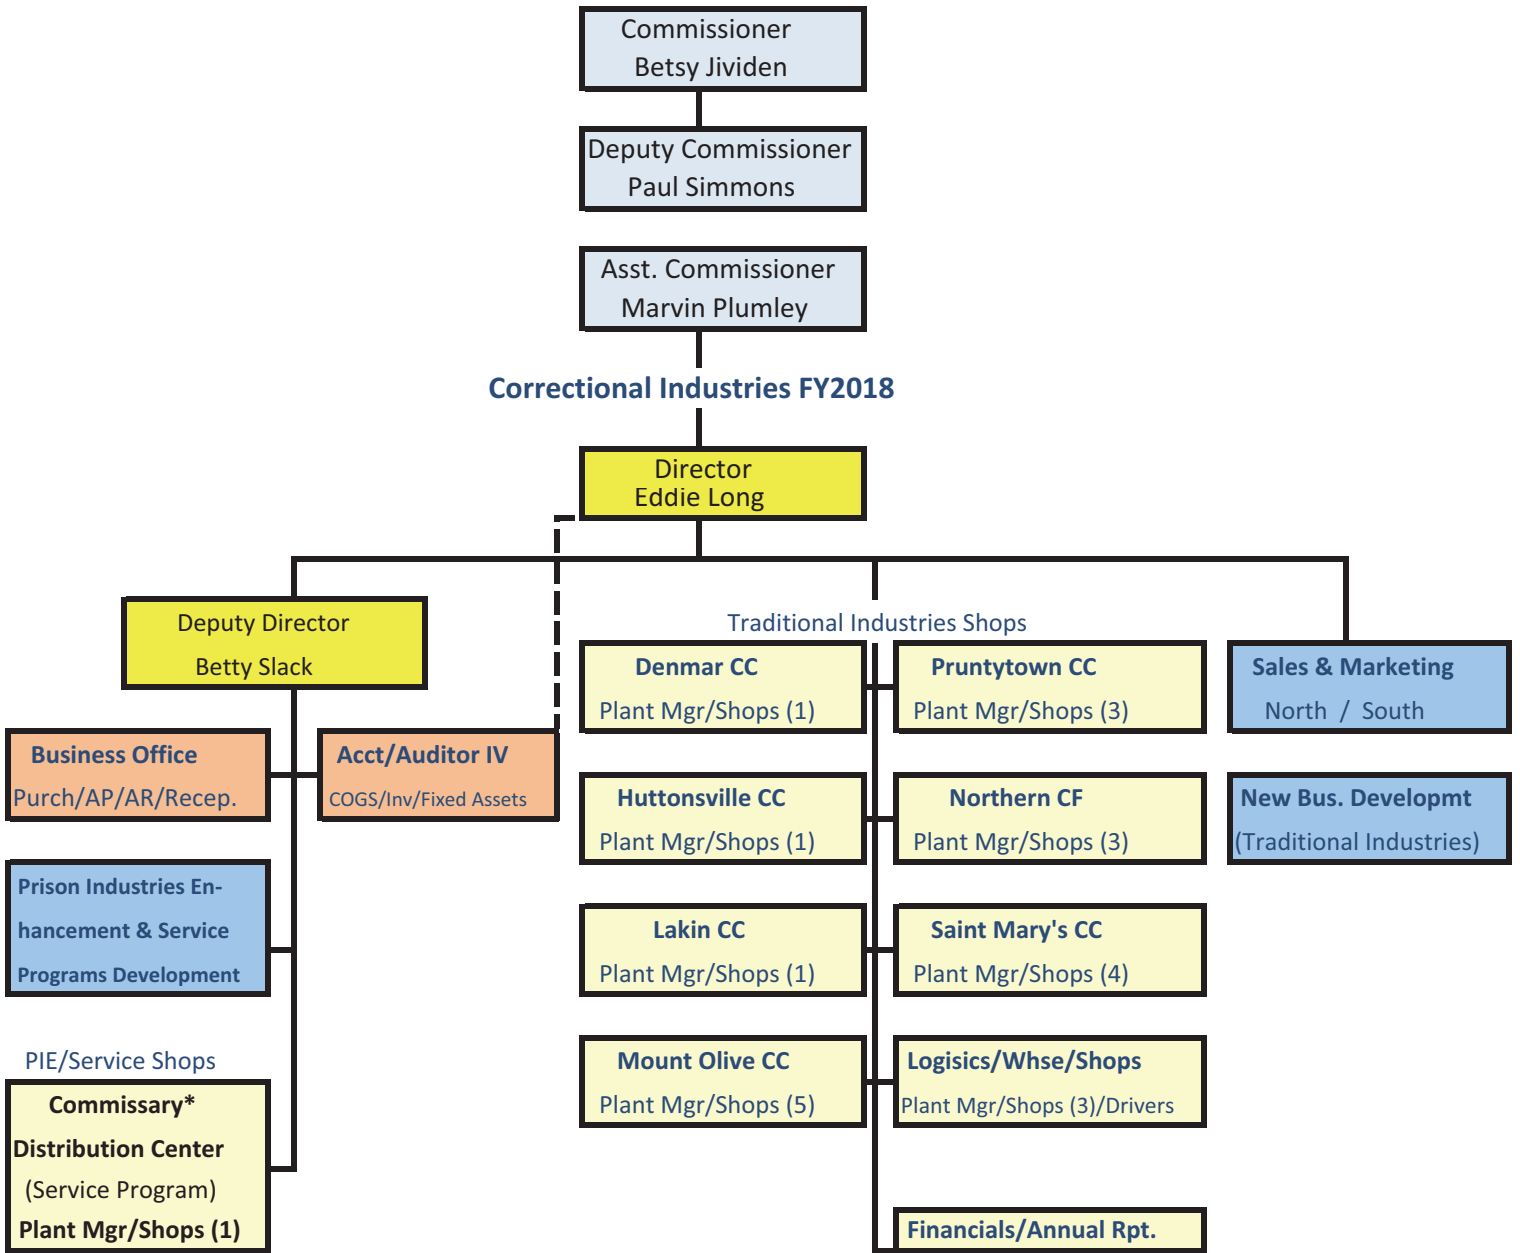 Commissioner
Betsy Jividen
Deputy Commissioner
Paul Simmons
Asst. Commissioner
Marvin Plumley
Correctional Industries FY2018
Director
Eddie Long
Deputy Director
Betty Slack
Business Office
Purch/AP/AR/Recep.
Acct/Auditor IV
COGS/Inv/Fixed Assets
Prison Industries En-
hancement & Service
Programs Development
PIE/Service Shops
Commissary*
Distribution Center
(Service Program)
Plant Mgr/Shops (1)
Traditional Industries Shops
Denmar CC
Plant Mgr/Shops (1)
Pruntytown CC
Plant Mgr/Shops (3)
Huttonsville CC
Plant Mgr/Shops (1)
Northern CF
Plant Mgr/Shops (3)
Lakin CC
Plant Mgr/Shops (1)
Saint Mary's CC
Plant Mgr/Shops (4)
Mount Olive CC
Plant Mgr/Shops (5)
Logisics/Whse/Shops
Plant Mgr/Shops (3)/Drivers
Financials/Annual Rpt.
Sales & Marketing
North / South
New Bus. Developmt
(Traditional Industries)